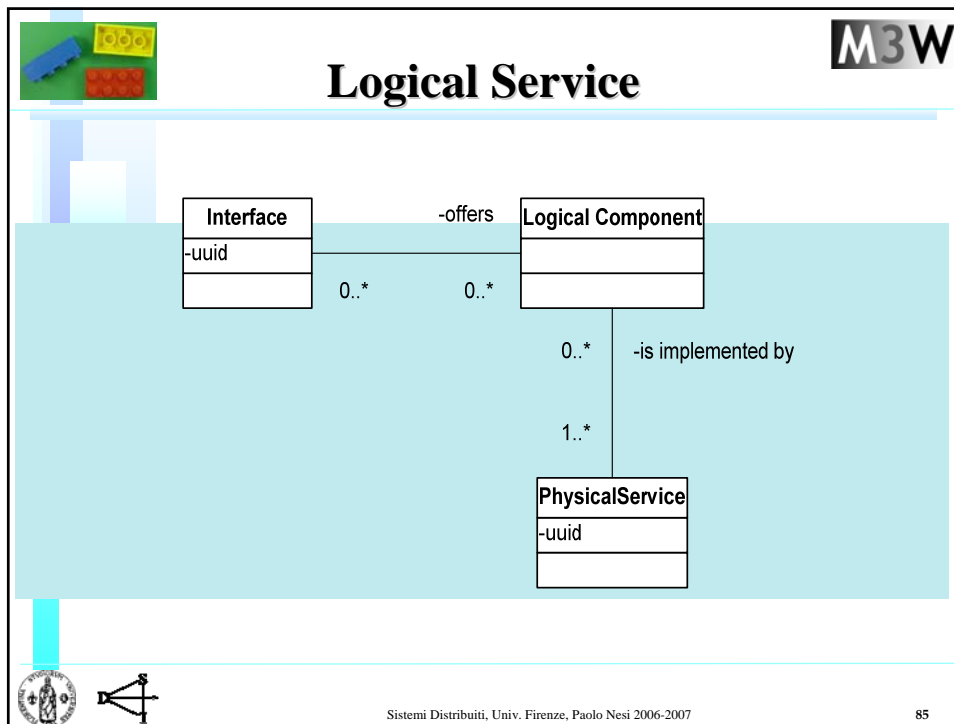 M3W
Logical Service
Interface
-offers
Logical Component
-uuid
0..*
0..*
0..*
-is implemented by
1..*
PhysicalService
-uuid
D S I
Sistemi Distribuiti, Univ. Firenze, Paolo Nesi 2006-2007
85